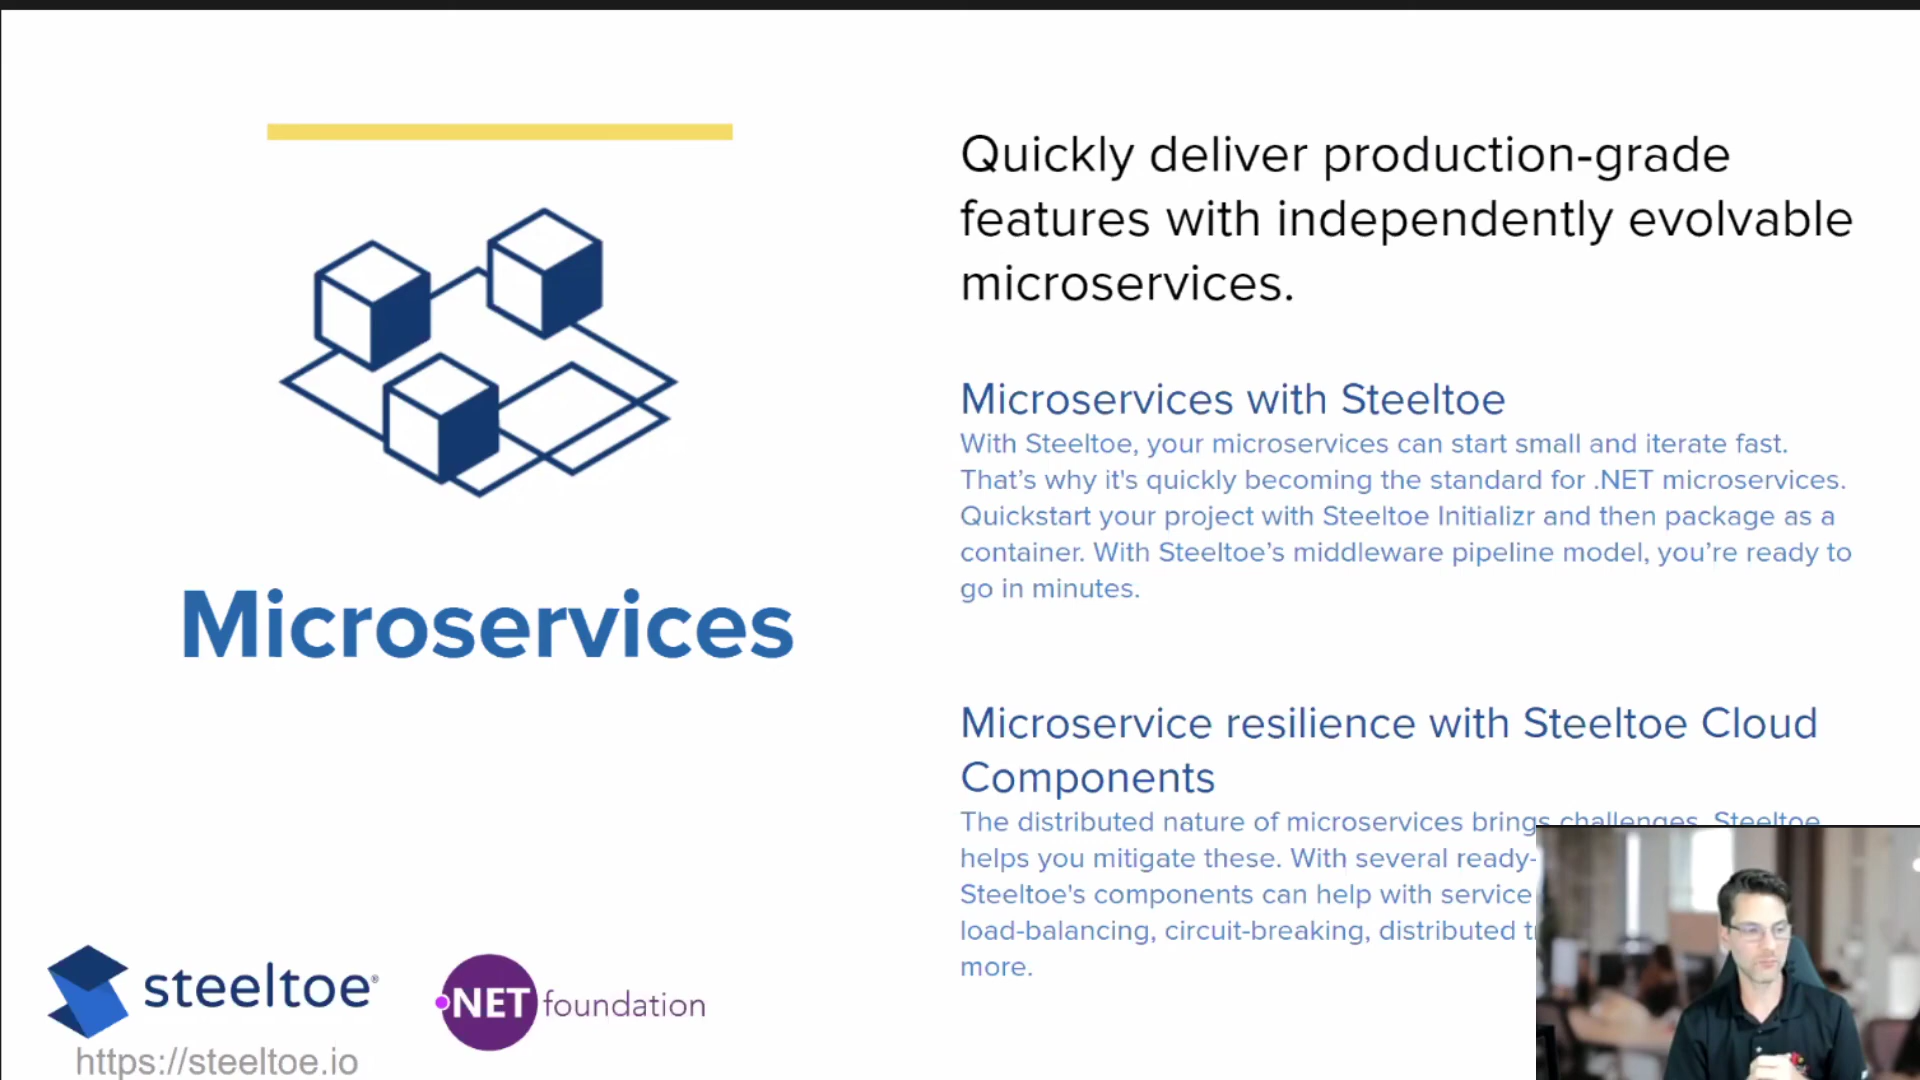 Quickly deliver production-grade
features with independently evolvable
microservices.
Microservices with Steeltoe
With Steeltoe, your microservices can start small and iterate fast.
That’s why it's quickly becoming the standard for .NET microservices.
Quickstart your project with Steeltoe Initializr and then package as a
container. With Steeltoe’s middleware pipeline model, you’re ready to
go in minutes.
Microservices
Microservice resilience with Steeltoe Cloud
Components
The distributed nature of microservices brings challenges. Steeltoe
helps you mitigate these. With several ready-
Steeltoe's components can help with service
load-balancing, circuit-breaking, distributed
more.
steeltoe®
.NET foundation
https://steeltoe.io